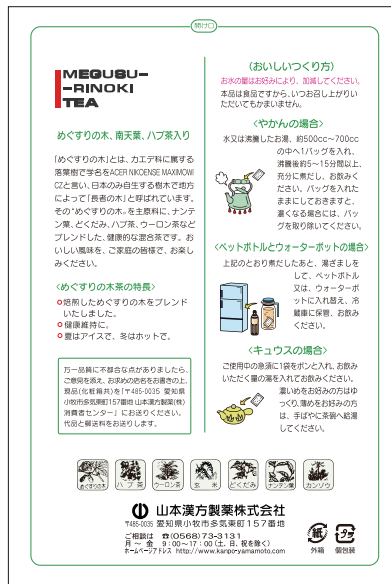 開け口
MEGUSU-
-RINOKI
TEA
めぐすりの木、南天葉、ハブ茶入り
「めぐすりの木」とは、カエデ科に属する
落葉樹で学名をACER NIKOENSE MAXIMOWI
CZと言い、日本のみ自生する樹木で地方
によって「長者の木」と呼ばれています。
その"めぐすりの木"を主原料に、ナンテ
ン葉、どくだみ、ハブ茶、ウーロン茶など
ブレンドした、健康的な混合茶です。お
いしい風味を、ご家庭の皆様で、お楽し
みください。
<めぐすりの木茶の特長>
○焙煎しためぐすりの木をブレンド
いたしました。
○健康維持に。
○夏はアイスで、冬はホットで。
万一品質に不都合な点がありましたら、
ご意見を添え、お求めの店名をお書きの上、
現品(化粧箱共)を「〒485-0035 愛知県
小牧市多気東町157番地 山本漢方製薬(株)
消費者センター」にお送りください。
代品と郵送料をお送りします。
(おいしいつくり方)
お水の量はお好みにより、加減してください。
本品は食品ですから、いつお召し上がりい
ただいてもかまいません。
<やかんの場合>
水又は沸騰したお湯、約500cc〜700cc
の中へ1バッグを入れ、
沸騰後約5〜15分間以上、
充分に煮だし、お飲みく
ださい。バッグを入れた
ままにしておきますと、
濃くなる場合には、バッ
グを取り除いてください。
<ペットボトルとウォーターポットの場合>
上記のとおり煮だしたあと、湯ざましを
して、ペットボトル
又は、ウォーターポ
ットに入れ替え、冷
蔵庫に保管、お飲み
ください。
<キュウスの場合>
ご使用中の急須に1袋をポンと入れ、お飲み
いただく量の湯を入れてお飲みください。
濃いめをお好みの方はゆ
っくり、薄めをお好みの方
は、手ばやに茶碗へ給湯
してください。
めぐすりの木
ハブ茶
ウーロン茶
玄米
どくだみ
ナンテン葉
カンゾウ
山本漢方製薬株式会社
〒485-0035 愛知県小牧市多気東町157番地
ご相談は ☎(0568)73-3131
月〜金 9:00〜17:00(土、日、祝を除く)
ホームページアドレス http://www.kanpo-yamamoto.com
紙
外箱
プラ
個包装